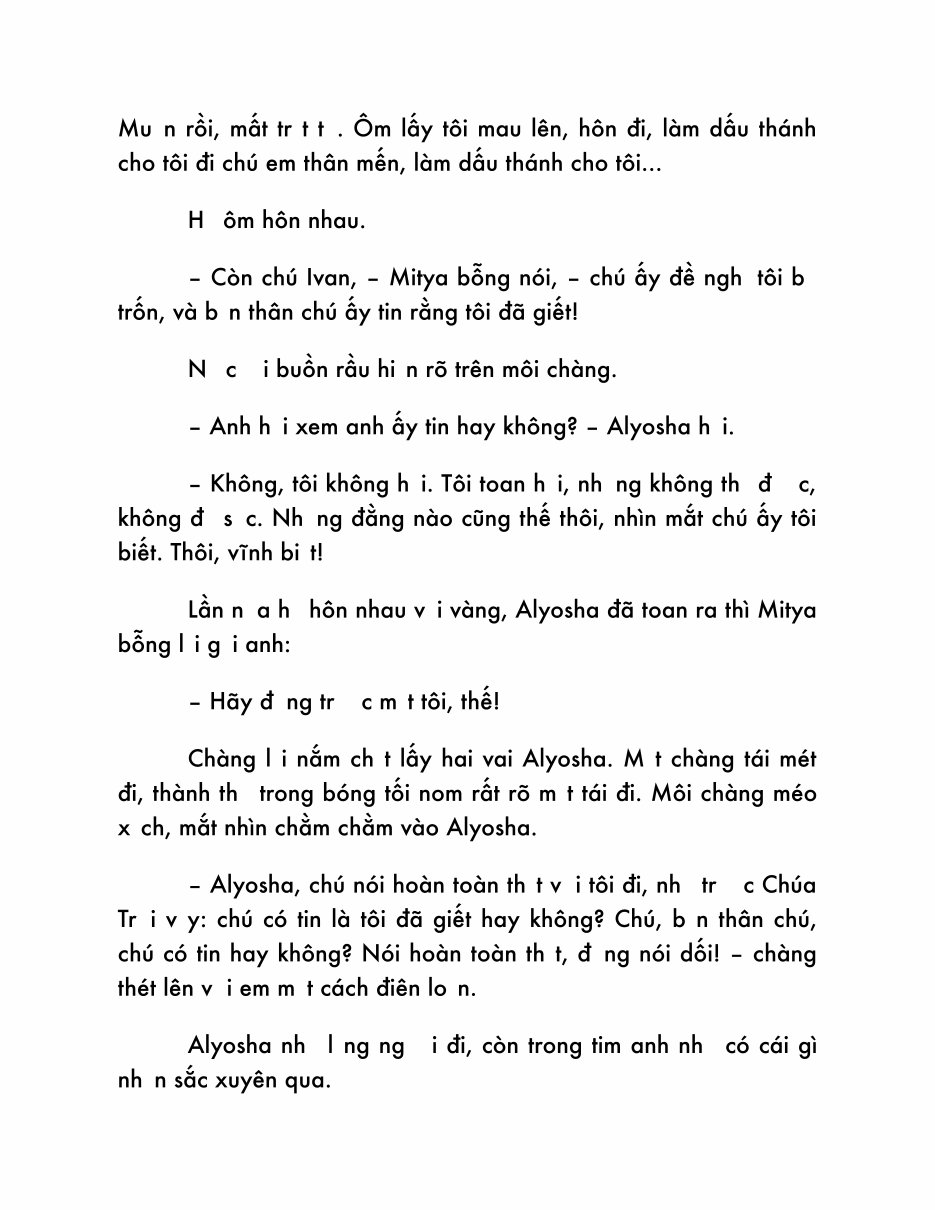 Mu n rồi, mất tr t t . Ôm lấy tôi mau lên, hôn đi, làm dấu thánh
cho tôi đi chú em thân mến, làm dấu thánh cho tôi...
H ôm hôn nhau.
– Còn chú Ivan, – Mitya bỗng nói, – chú ấy đề ngh tôi b
trốn, và b n thân chú ấy tin rằng tôi đã giết!
N c i buồn rầu hi n rõ trên môi chàng.
– Anh h i xem anh ấy tin hay không? – Alyosha h i.
– Không, tôi không h i. Tôi toan h i, nh ng không th đ c,
không đ s c. Nh ng đằng nào cũng thế thôi, nhìn mắt chú ấy tôi
biết. Thôi, vĩnh bi t!
Lần n a h hôn nhau v i vàng, Alyosha đã toan ra thì Mitya
bỗng l i g i anh:
– Hãy đ ng tr c m t tôi, thế!
Chàng l i nắm ch t lấy hai vai Alyosha. M t chàng tái mét
đi, thành th trong bóng tối nom rất rõ m t tái đi. Môi chàng méo
x ch, mắt nhìn chằm chằm vào Alyosha.
– Alyosha, chú nói hoàn toàn th t v i tôi đi, nh tr c Chúa
Tr i v y: chú có tin là tôi đã giết hay không? Chú, b n thân chú,
chú có tin hay không? Nói hoàn toàn th t, đ ng nói dối! – chàng
thét lên v i em m t cách điên lo n.
Alyosha nh l ng ng i đi, còn trong tim anh nh có cái gì
nh n sắc xuyên qua.